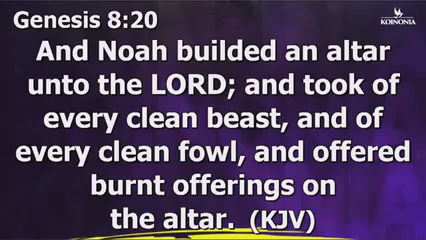 Genesis 8:20
KOINONIA
And Noah builded an altar
unto the LORD; and took of
every clean beast, and of
every clean fowl, and offered
burnt offerings on
the altar. (KJV)